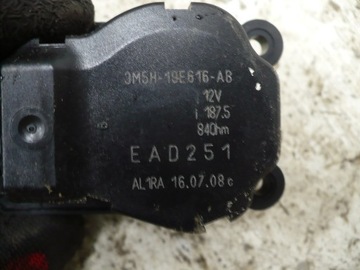 3M5H-19E616-AB
12V
i 187.5
84Ohm
EAD251
AL1RA 16.07.08 c